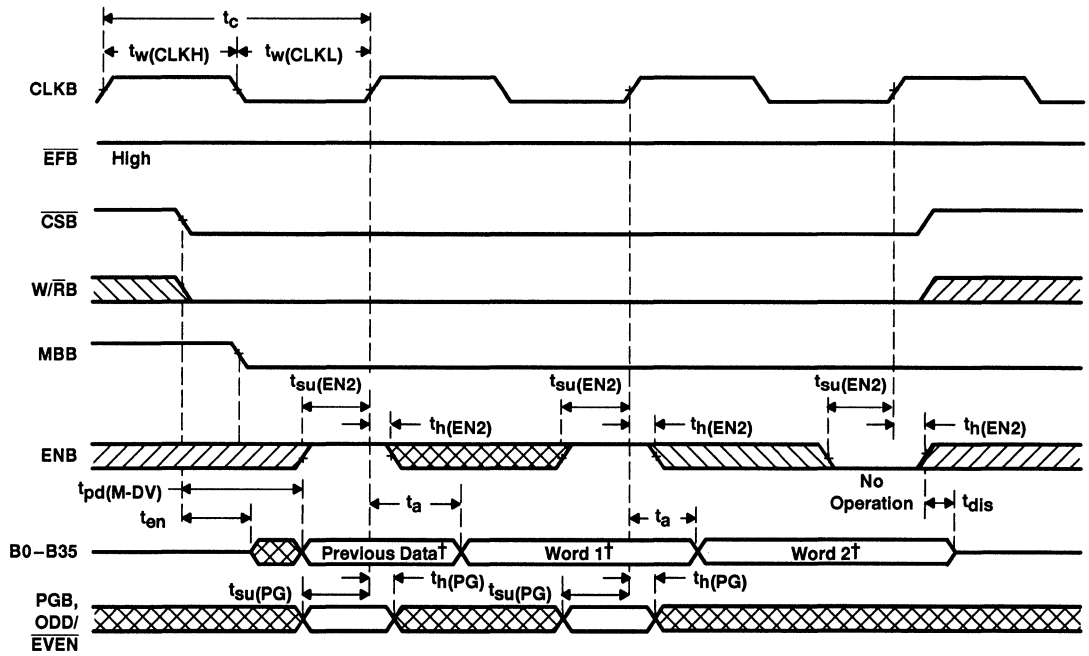 tc
tw(CLKH)
tw(CLKL)
CLKB
EFB
High
CSB
W/RB
MBB
tsu(EN2)
tsu(EN2)
tsu(EN2)
th(EN2)
th(EN2)
th(EN2)
ENB
No
Operation
tpd(M-DV)
ta
ta
tdis
ten
B0–B35
Previous Data†
Word 1†
Word 2†
tsu(PG)
th(PG)
tsu(PG)
th(PG)
PGB,
ODD/
EVEN